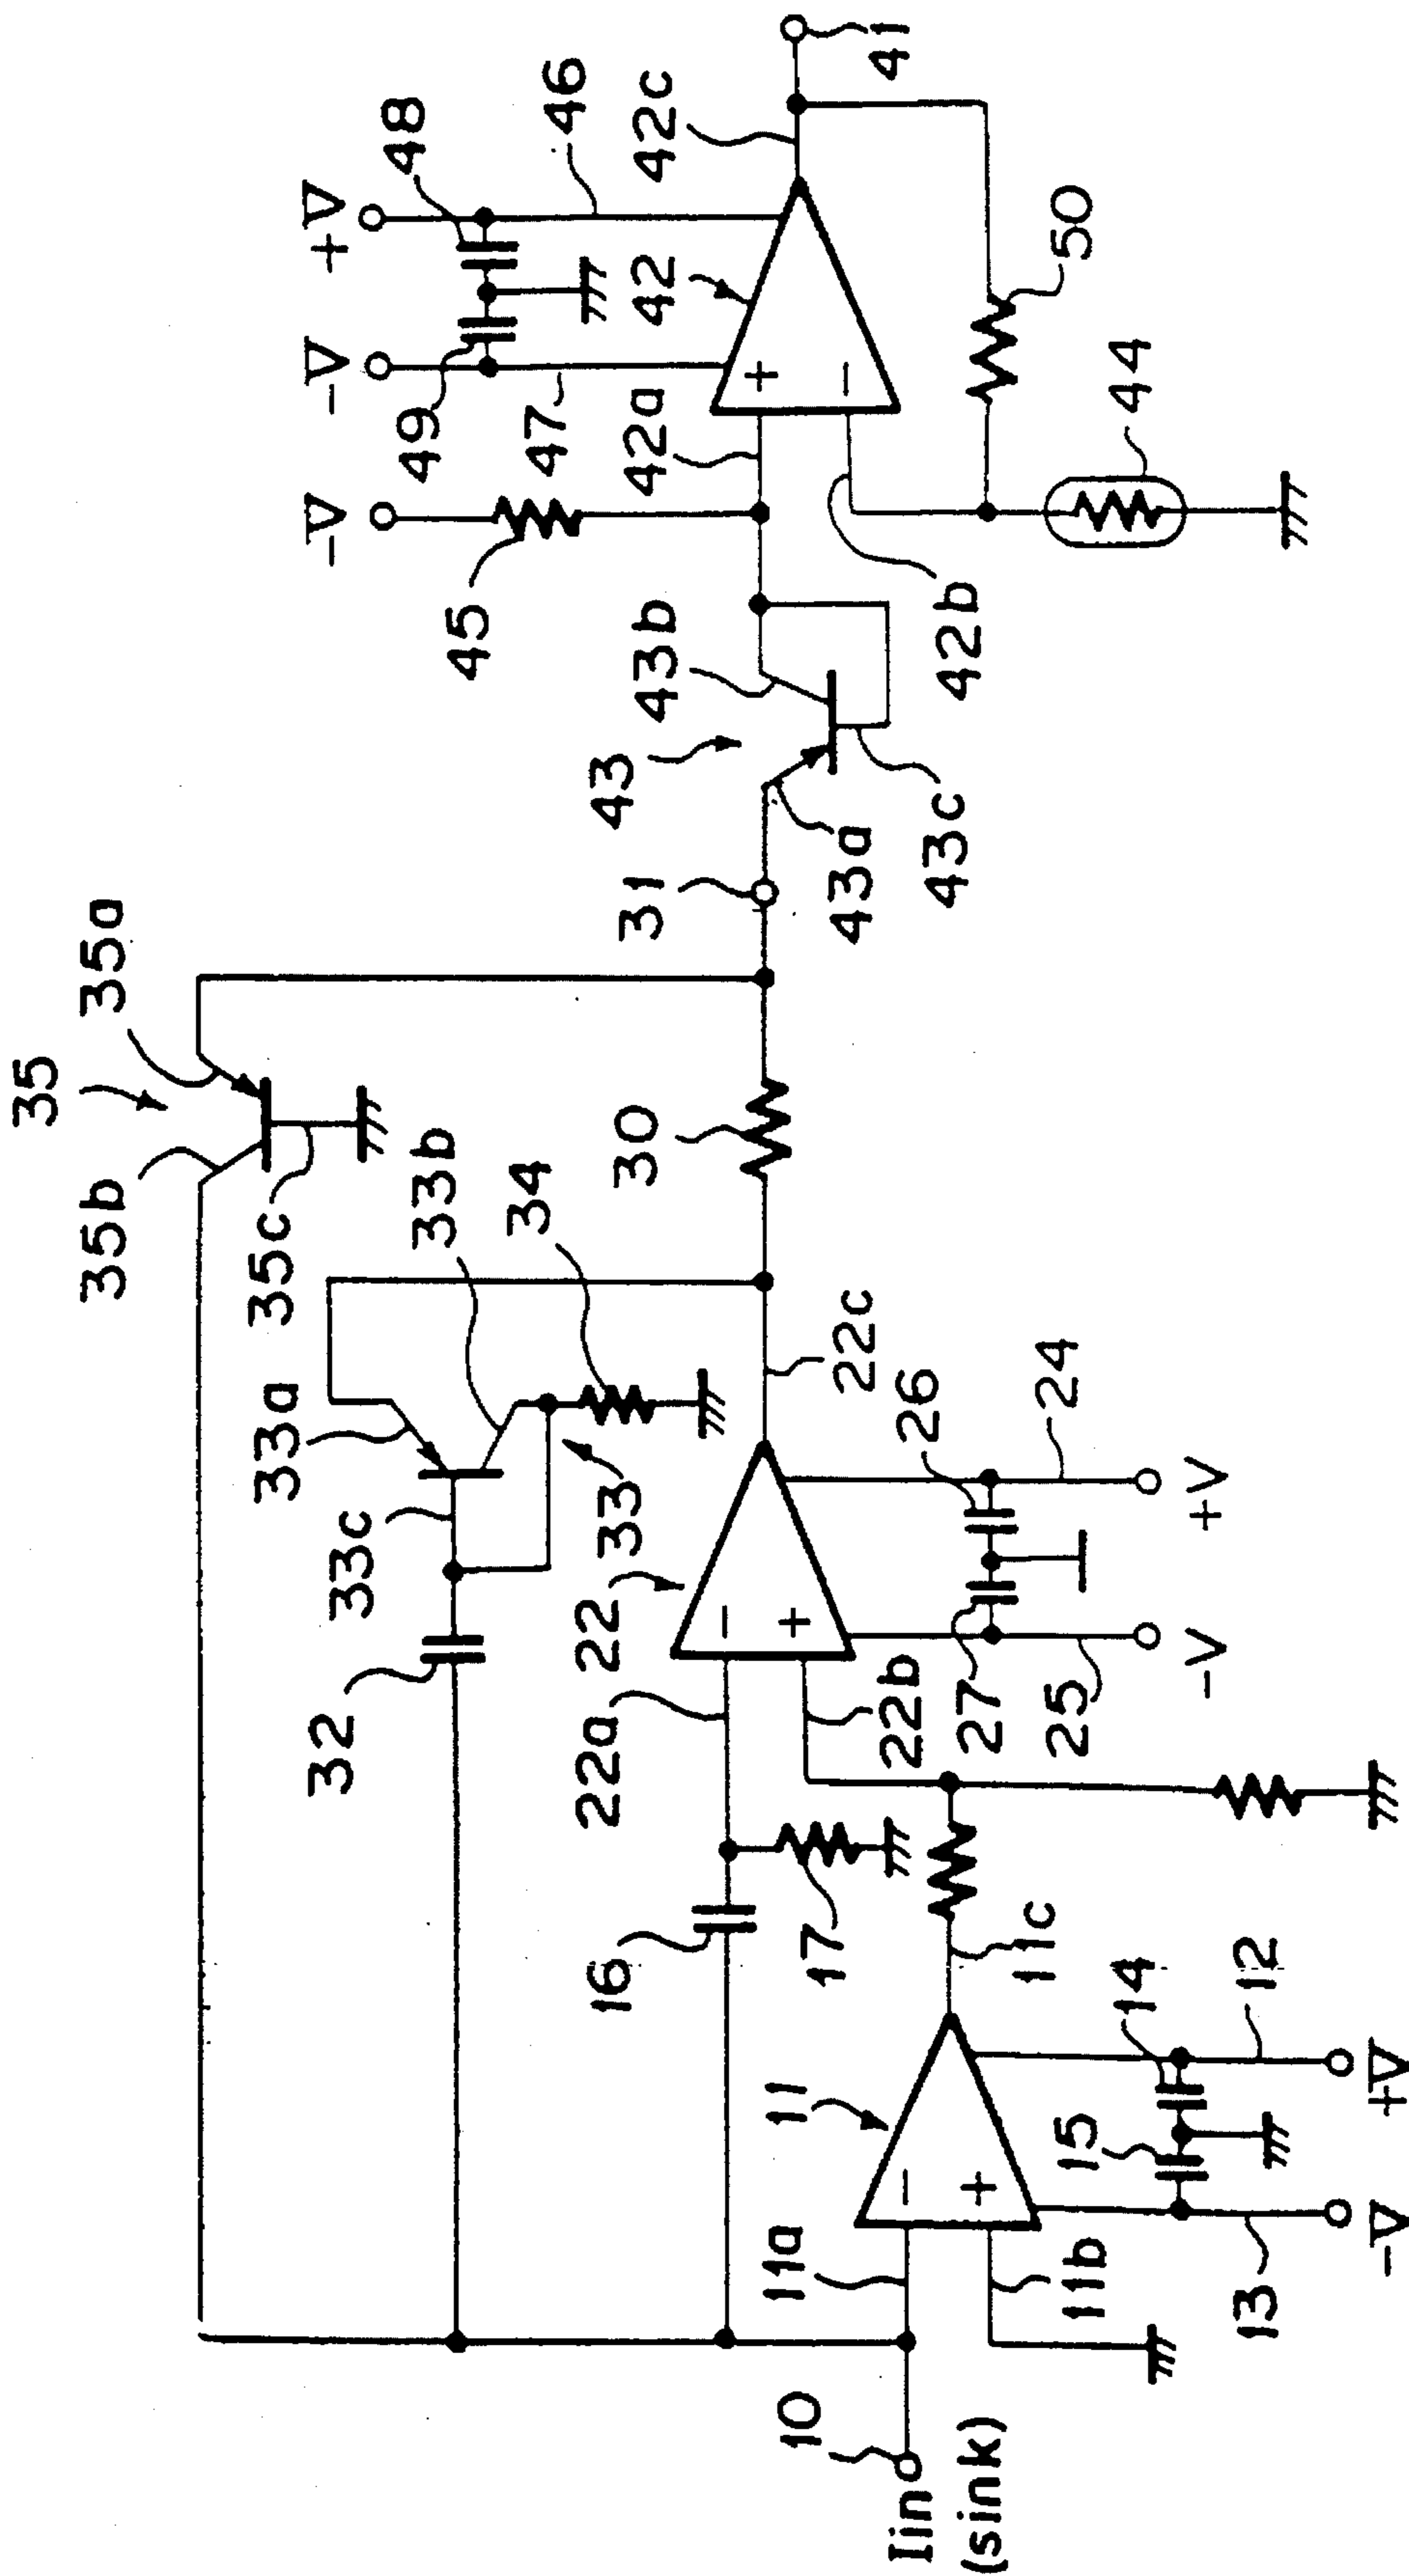 35
35a
35b
35c
33a
33b
33c
34
32
33
30
31
43
43a
43b
43c
45
-V
-V
+V
49
48
47
46
42a
42
42b
42c
41
44
50
22
22a
22b
22c
26
24
27
25
-V
+V
16
17
11
11a
11b
11c
14
12
15
13
-V
+V
10
Iin
(sink)
-
+
-
+
+
-